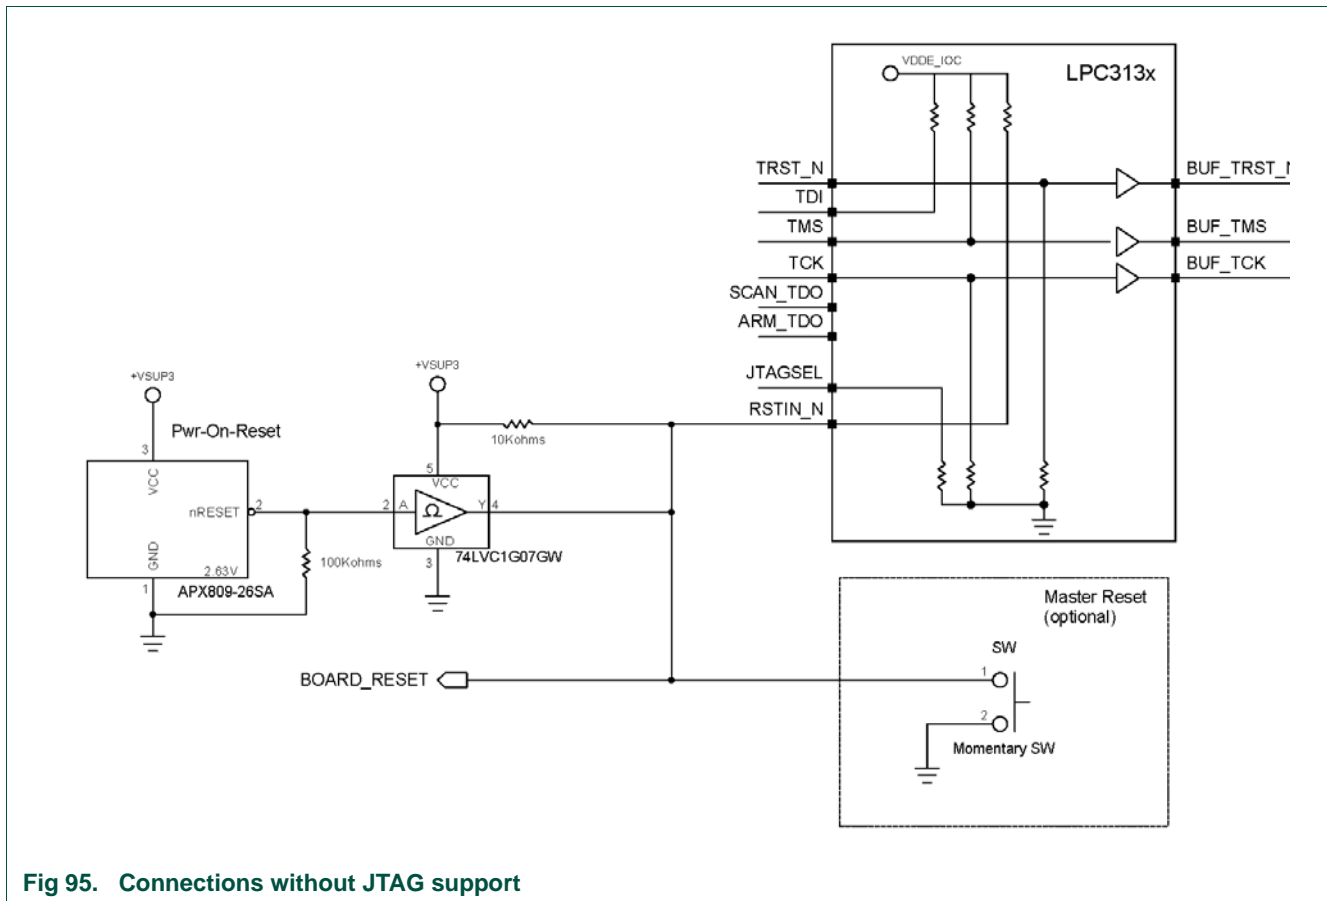 VDDE_IOC
LPC313x
TRST_N
BUF_TRST_N
TDI
TMS
BUF_TMS
TCK
BUF_TCK
SCAN_TDO
ARM_TDO
JTAGSEL
RSTIN_N
+VSUP3
+VSUP3
Pwr-On-Reset
10Kohms
3
VCC
5
VCC
nRESET
2
2
A
Ω
Y
4
GND
GND
3
74LVC1G07GW
100Kohms
2.63V
1
APX809-26SA
Master Reset
(optional)
SW
BOARD_RESET
1
2
Momentary SW
Fig 95. Connections without JTAG support